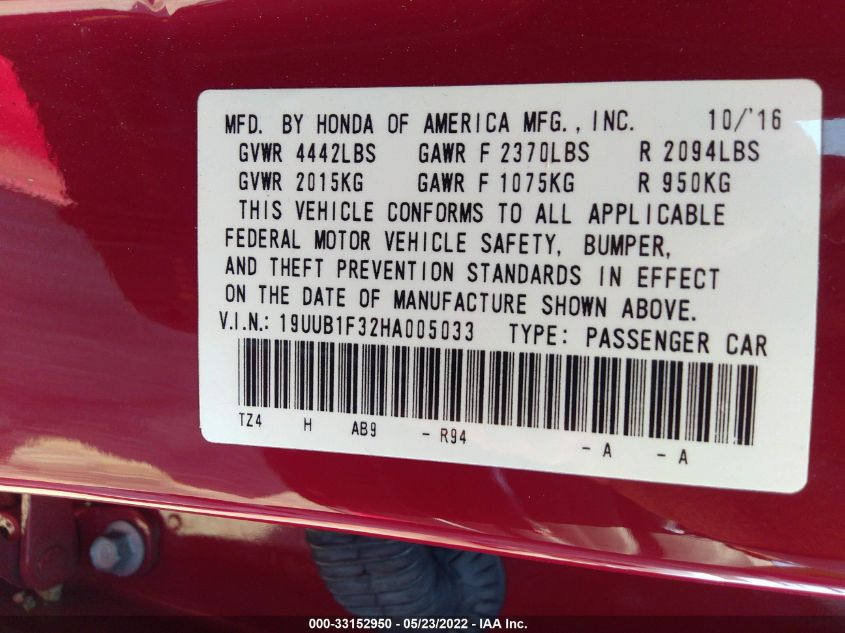 MFD. BY HONDA OF AMERICA MFG., INC. 10/'16
GVWR 4442LBS GAWR F 2370LBS R 2094LBS
GVWR 2015KG GAWR F 1075KG R 950KG
THIS VEHICLE CONFORMS TO ALL APPLICABLE
FEDERAL MOTOR VEHICLE SAFETY, BUMPER,
AND THEFT PREVENTION STANDARDS IN EFFECT
ON THE DATE OF MANUFACTURE SHOWN ABOVE.
V.I.N.: 19UUB1F32HA005033 TYPE: PASSENGER CAR
TZ4 H AB9 - R94 - A - A
000-33152950 - 05/23/2022 - IAA Inc.